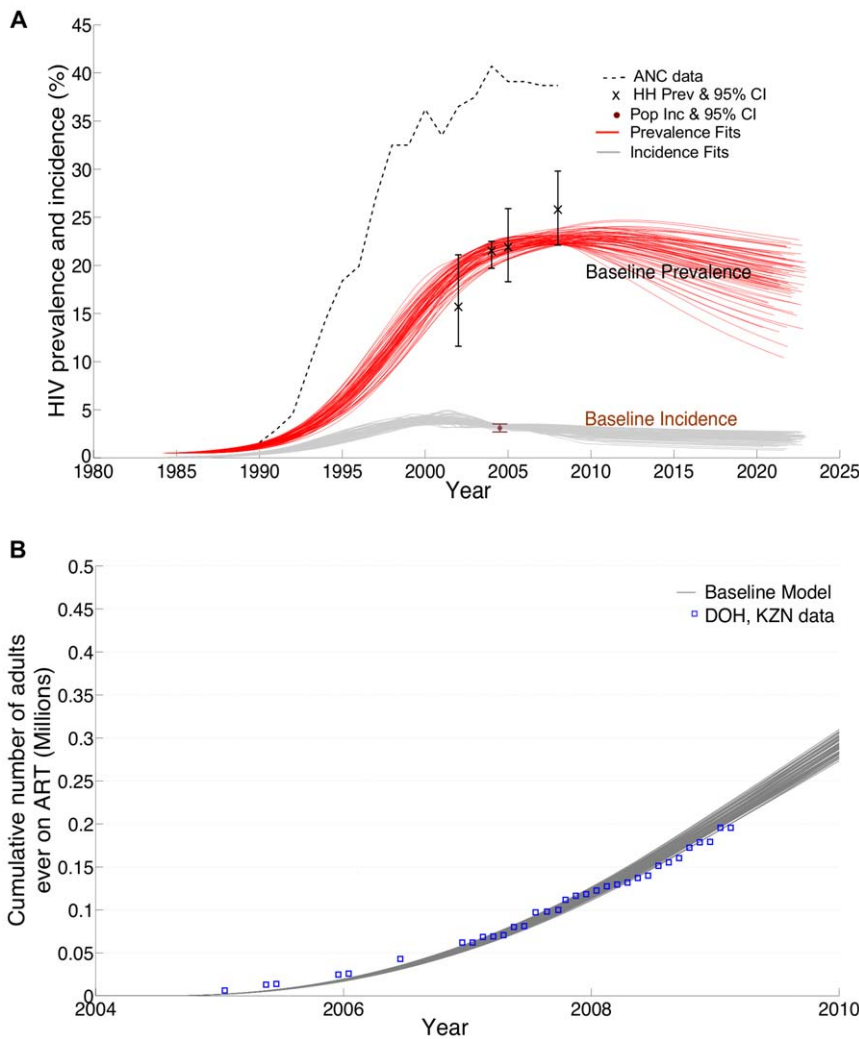 A
HIV prevalence and incidence (%)
45
40
35
30
25
20
15
10
5
0
ANC data
HH Prev & 95% CI
Pop Inc & 95% CI
Prevalence Fits
Incidence Fits
Baseline Prevalence
Baseline Incidence
1980 1985 1990 1995 2000 2005 2010 2015 2020 2025
Year
B
Cumulative number of adults
ever on ART (Millions)
0.5
0.45
0.4
0.35
0.3
0.25
0.2
0.15
0.1
0.05
0
Baseline Model
DOH, KZN data
2004 2006 2008 2010
Year